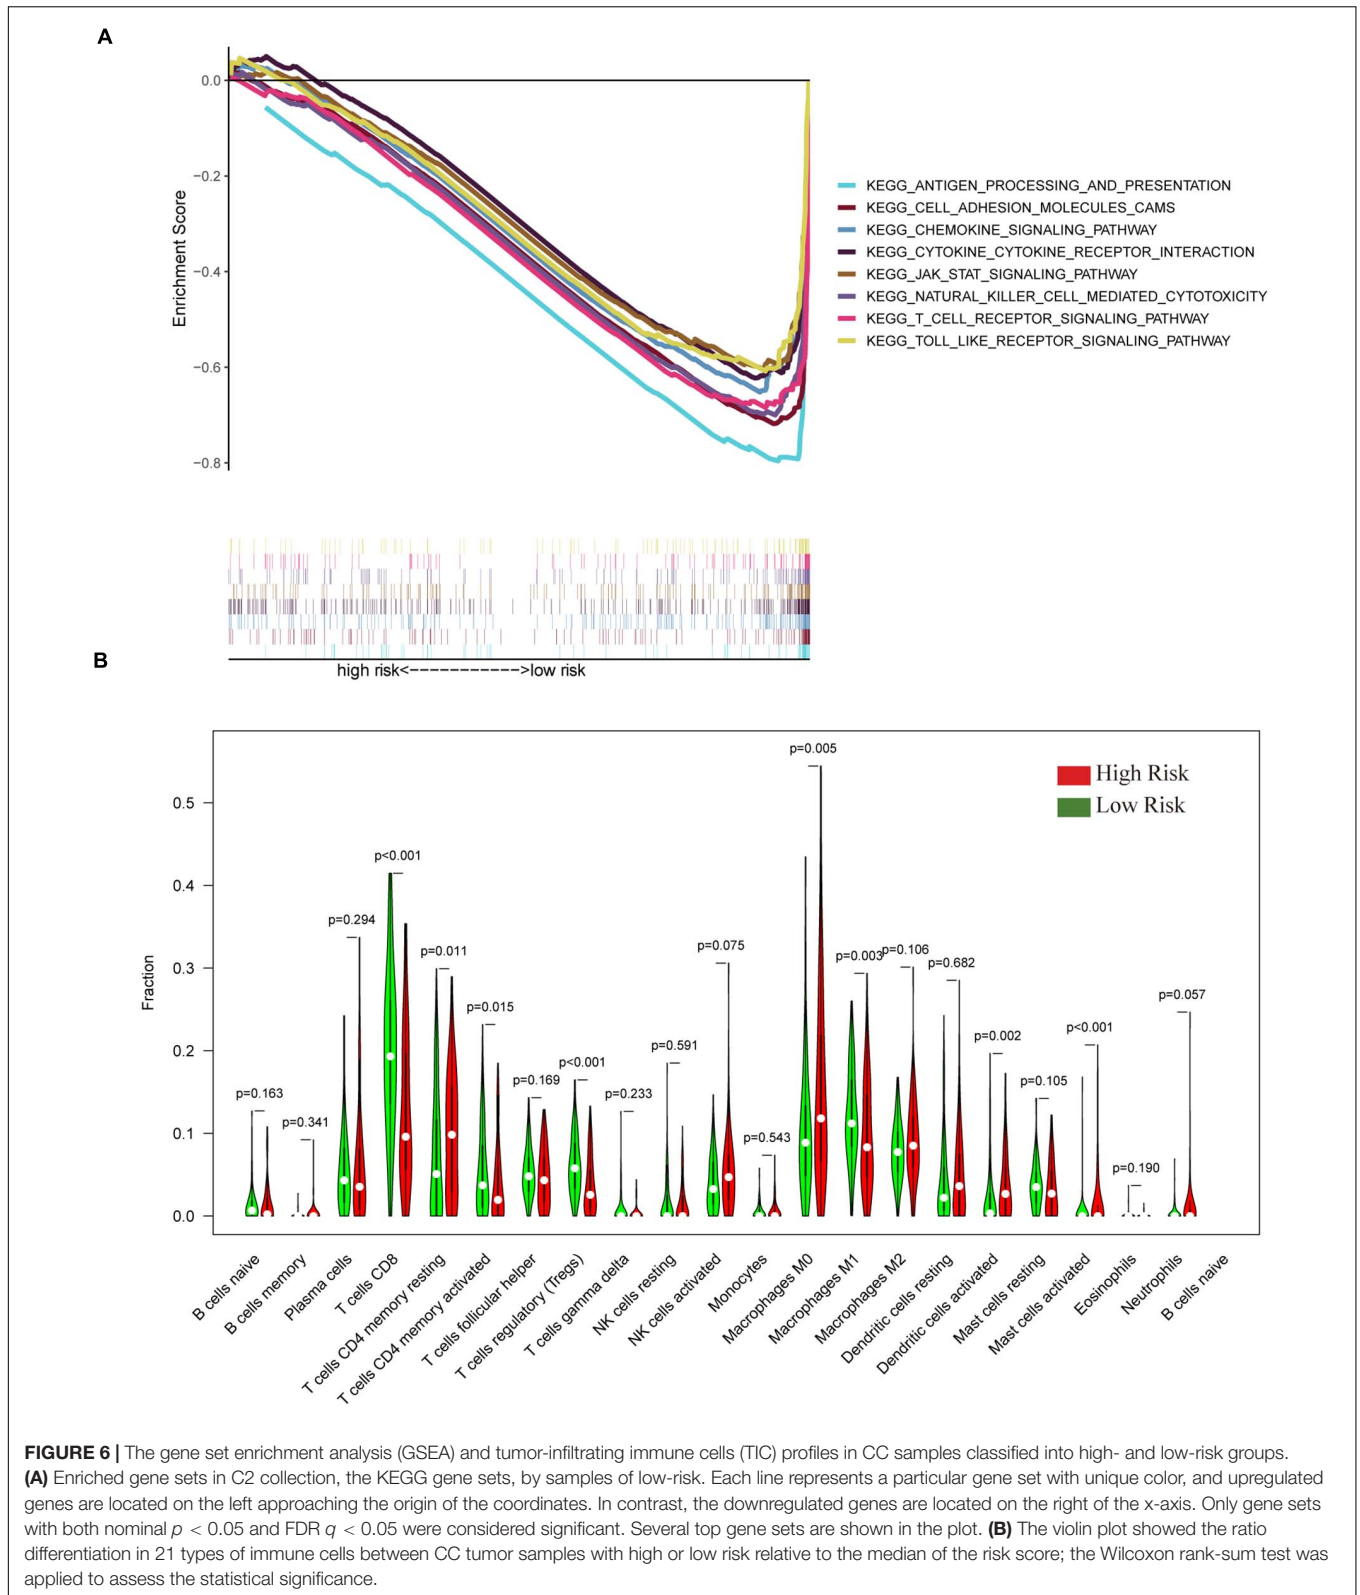 A
0.0
−0.2
−0.4
−0.6
−0.8
Enrichment Score
KEGG_ANTIGEN_PROCESSING_AND_PRESENTATION
KEGG_CELL_ADHESION_MOLECULES_CAMS
KEGG_CHEMOKINE_SIGNALING_PATHWAY
KEGG_CYTOKINE_CYTOKINE_RECEPTOR_INTERACTION
KEGG_JAK_STAT_SIGNALING_PATHWAY
KEGG_NATURAL_KILLER_CELL_MEDIATED_CYTOTOXICITY
KEGG_T_CELL_RECEPTOR_SIGNALING_PATHWAY
KEGG_TOLL_LIKE_RECEPTOR_SIGNALING_PATHWAY
high risk<----------->low risk
B
High Risk
Low Risk
Fraction
0.5
0.4
0.3
0.2
0.1
0.0
p=0.163
p=0.341
p=0.294
p<0.001
p=0.011
p=0.015
p=0.169
p<0.001
p=0.233
p=0.591
p=0.075
p=0.543
p=0.005
p=0.003
p=0.106
p=0.682
p=0.002
p=0.105
p<0.001
p=0.190
p=0.057
B cells naive
B cells memory
Plasma cells
T cells CD8
T cells CD4 memory resting
T cells CD4 memory activated
T cells follicular helper
T cells regulatory (Tregs)
T cells gamma delta
NK cells resting
NK cells activated
Monocytes
Macrophages M0
Macrophages M1
Macrophages M2
Dendritic cells resting
Dendritic cells activated
Mast cells resting
Mast cells activated
Eosinophils
Neutrophils
B cells naive
FIGURE 6 | The gene set enrichment analysis (GSEA) and tumor-infiltrating immune cells (TIC) profiles in CC samples classified into high- and low-risk groups.
(A) Enriched gene sets in C2 collection, the KEGG gene sets, by samples of low-risk. Each line represents a particular gene set with unique color, and upregulated
genes are located on the left approaching the origin of the coordinates. In contrast, the downregulated genes are located on the right of the x-axis. Only gene sets
with both nominal p < 0.05 and FDR q < 0.05 were considered significant. Several top gene sets are shown in the plot. (B) The violin plot showed the ratio
differentiation in 21 types of immune cells between CC tumor samples with high or low risk relative to the median of the risk score; the Wilcoxon rank-sum test was
applied to assess the statistical significance.